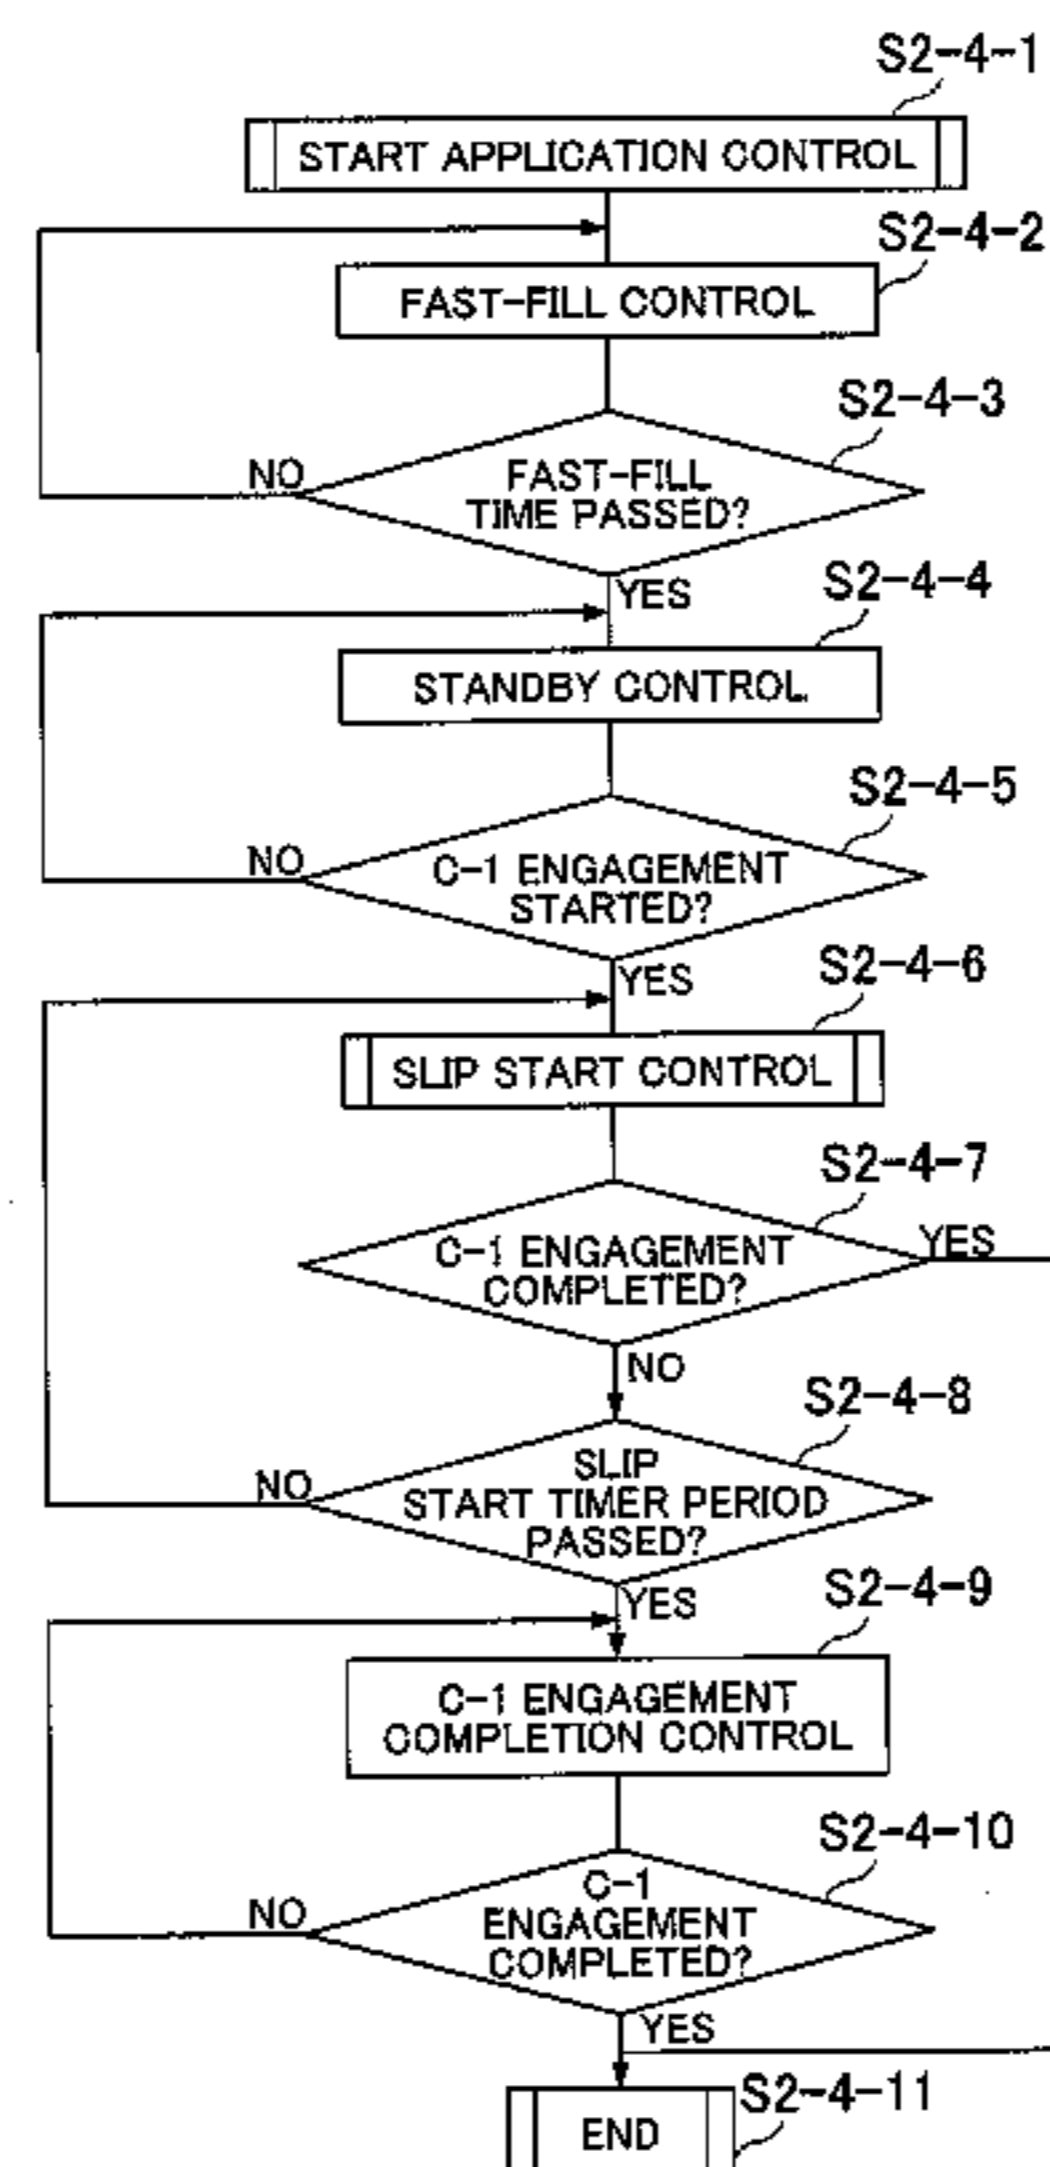 S2-4-1
START APPLICATION CONTROL
S2-4-2
FAST-FILL CONTROL
S2-4-3
NO
FAST-FILL
TIME PASSED?
YES
S2-4-4
STANDBY CONTROL
S2-4-5
NO
C-1 ENGAGEMENT
STARTED?
YES
S2-4-6
SLIP START CONTROL
S2-4-7
C-1 ENGAGEMENT
COMPLETED?
YES
NO
S2-4-8
NO
SLIP
START TIMER PERIOD
PASSED?
YES
S2-4-9
C-1 ENGAGEMENT
COMPLETION CONTROL
S2-4-10
NO
C-1
ENGAGEMENT
COMPLETED?
YES
S2-4-11
END